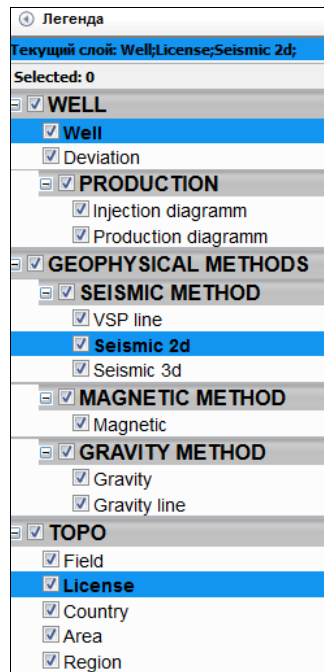 Легенда
Текущий слой: Well;License;Seismic 2d;
Selected: 0
WELL
Well
Deviation
PRODUCTION
Injection diagramm
Production diagramm
GEOPHYSICAL METHODS
SEISMIC METHOD
VSP line
Seismic 2d
Seismic 3d
MAGNETIC METHOD
Magnetic
GRAVITY METHOD
Gravity
Gravity line
TOPO
Field
License
Country
Area
Region